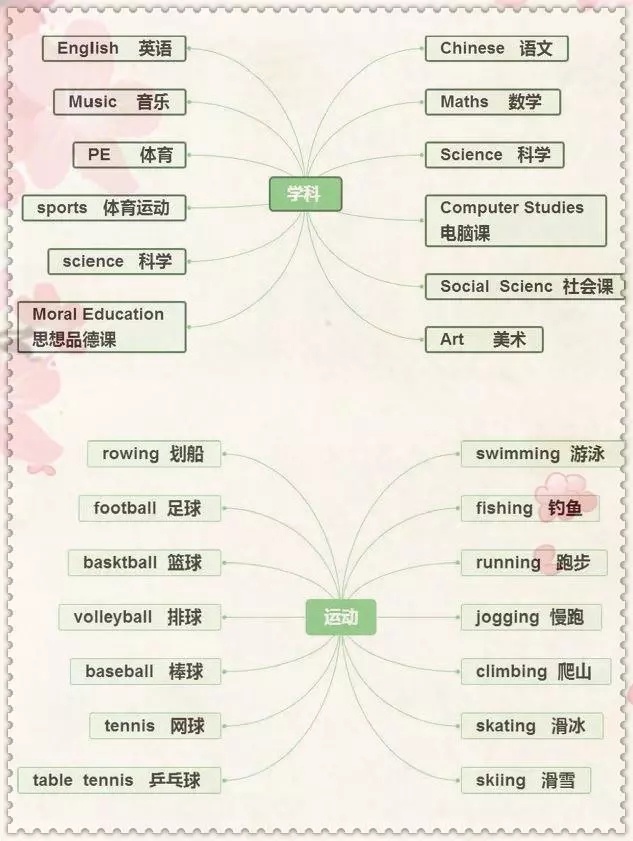 English 英语
Music 音乐
PE 体育
sports 体育运动
science 科学
Moral Education
思想品德课
学科
Chinese 语文
Maths 数学
Science 科学
Computer Studies
电脑课
Social Scienc 社会课
Art 美术
rowing 划船
football 足球
basktball 篮球
volleyball 排球
baseball 棒球
tennis 网球
table tennis 乒乓球
运动
swimming 游泳
fishing 钓鱼
running 跑步
jogging 慢跑
climbing 爬山
skating 滑冰
skiing 滑雪